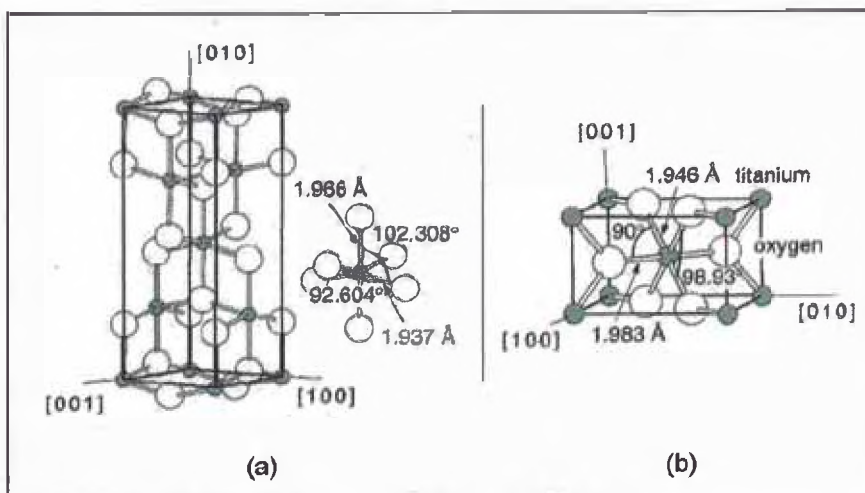 [010]
1.966 Å
102.308°
92.604°
1.937 Å
[001]
[100]
(a)
[001]
1.946 Å titanium
90°
oxygen
98.93°
[010]
[100]
1.983 Å
(b)